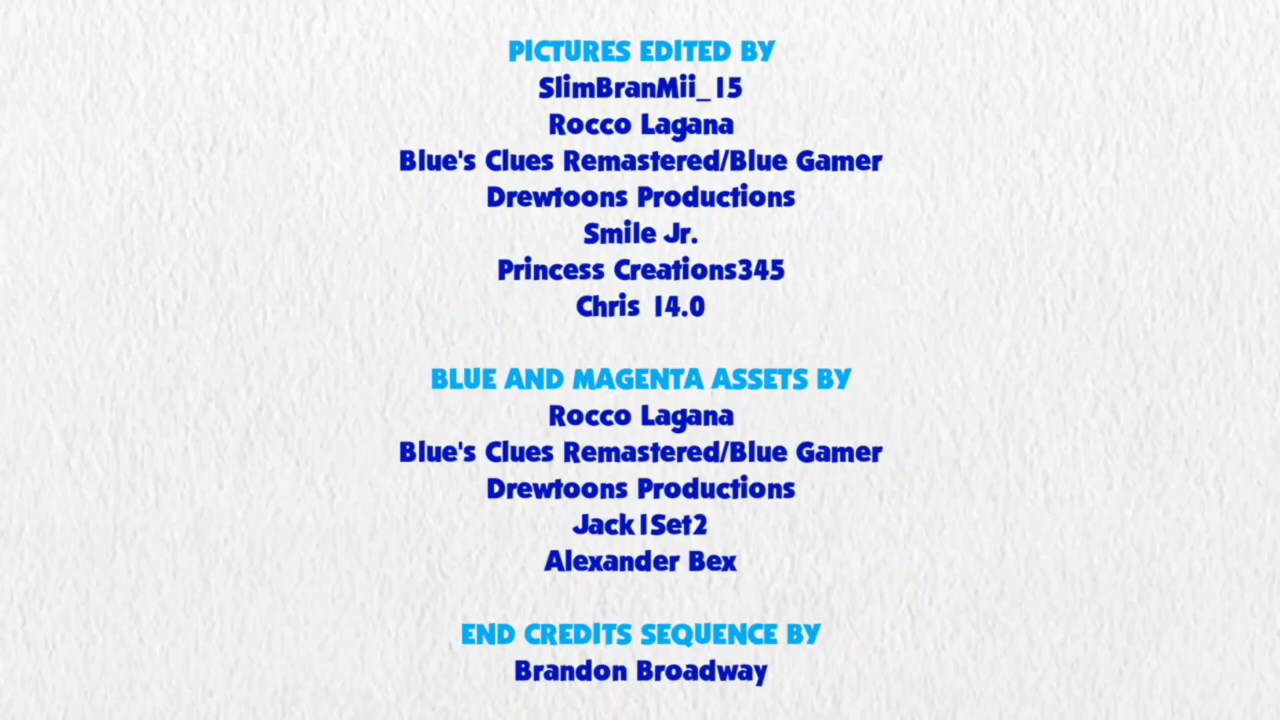 PICTURES EDITED BY
SlimBranMii_15
Rocco Lagana
Blue's Clues Remastered/Blue Gamer
Drewtoons Productions
Smile Jr.
Princess Creations345
Chris 14.0
BLUE AND MAGENTA ASSETS BY
Rocco Lagana
Blue's Clues Remastered/Blue Gamer
Drewtoons Productions
Jack1Set2
Alexander Bex
END CREDITS SEQUENCE BY
Brandon Broadway